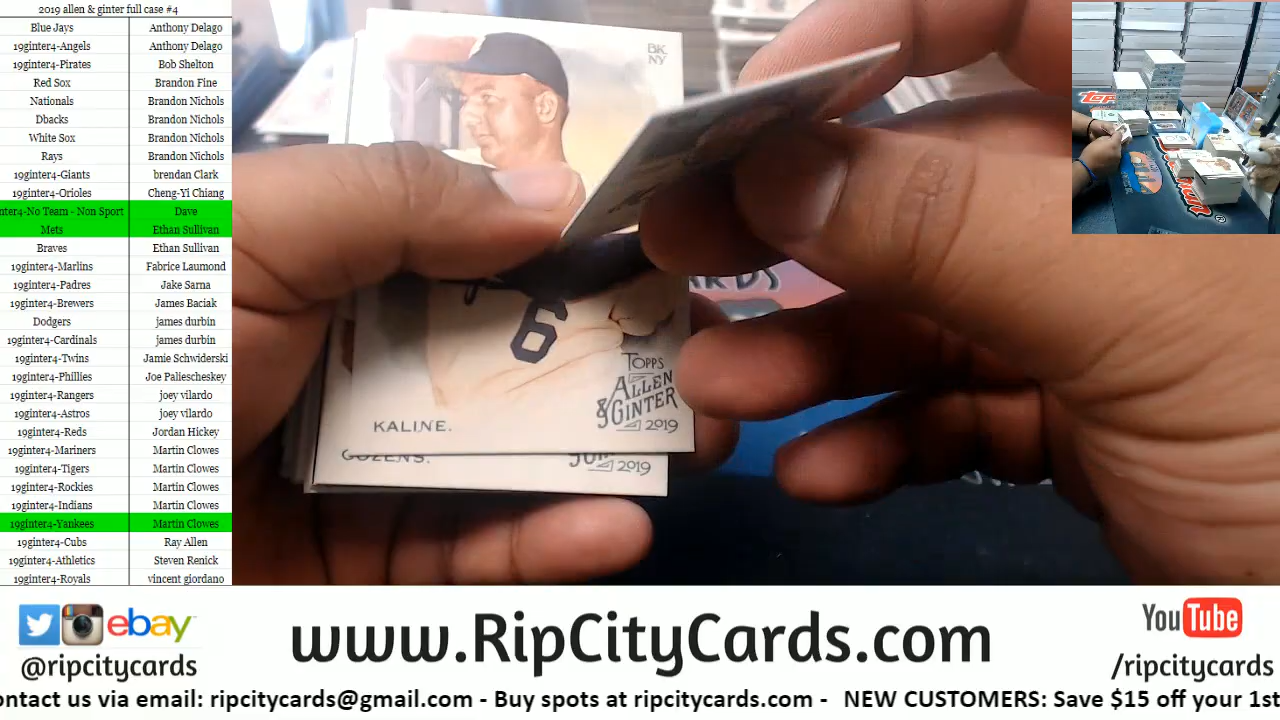 2019 allen & ginter full case #4
Blue Jays Anthony Delago
19ginter4-Angels Anthony Delago
19ginter4-Pirates Bob Shelton
Red Sox Brandon Fine
Nationals Brandon Nichols
Dbacks Brandon Nichols
White Sox Brandon Nichols
Rays Brandon Nichols
19ginter4-Giants brendan Clark
19ginter4-Orioles Cheng-Yi Chiang
nter4-No Team - Non Sport Dave
Mets Ethan Sullivan
Braves Ethan Sullivan
19ginter4-Marlins Fabrice Laumond
19ginter4-Padres Jake Sarna
19ginter4-Brewers James Baciak
Dodgers james durbin
19ginter4-Cardinals james durbin
19ginter4-Twins Jamie Schwiderski
19ginter4-Phillies Joe Paliescheskey
19ginter4-Rangers joey vilardo
19ginter4-Astros joey vilardo
19ginter4-Reds Jordan Hickey
19ginter4-Mariners Martin Clowes
19ginter4-Tigers Martin Clowes
19ginter4-Rockies Martin Clowes
19ginter4-Indians Martin Clowes
19ginter4-Yankees Martin Clowes
19ginter4-Cubs Ray Allen
19ginter4-Athletics Steven Renick
19ginter4-Royals vincent giordano
BK
NY
6
TOPPS
ALLEN
& GINTER
2019
KALINE.
GOZENS.
2019
ebay
@ripcitycards
www.RipCityCards.com
YouTube
/ripcitycards
ontact us via email: ripcitycards@gmail.com - Buy spots at ripcitycards.com - NEW CUSTOMERS: Save $15 off your 1st